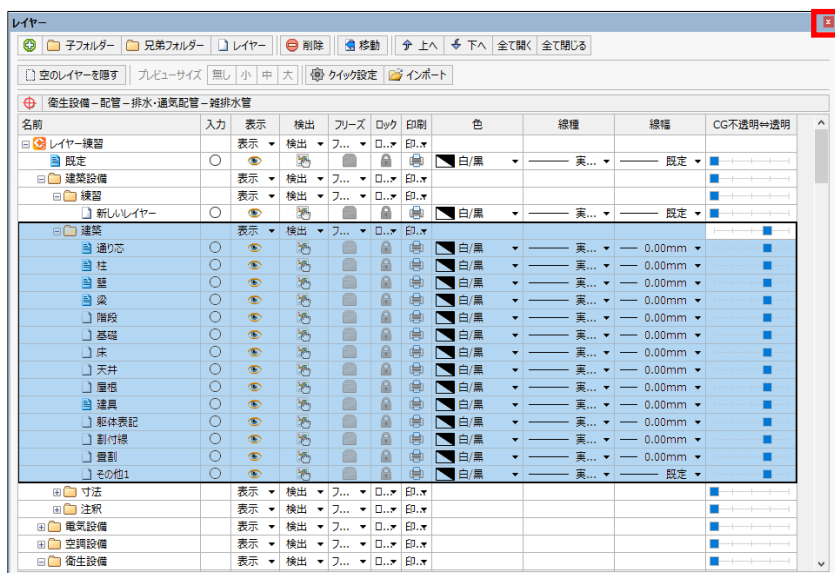 レイヤー x
子フォルダー 兄弟フォルダー レイヤー 削除 移動 上へ 下へ 全て開く 全て閉じる
空のレイヤーを隠す プレビューサイズ 無し 小 中 大 クイック設定 インポート
衛生設備－配管－排水・通気配管－雑排水管
名前 入力 表示 検出 フリーズ ロック 印刷 色 線種 線幅 CG不透明⇔透明
レイヤー練習 表示 検出 フ... ロ... 印...
既定 白/黒 実... 既定
建築設備 表示 検出 フ... ロ... 印...
練習 表示 検出 フ... ロ... 印...
新しいレイヤー 白/黒 実... 既定
建築 表示 検出 フ... ロ... 印...
通り芯 白/黒 実... 0.00mm
柱 白/黒 実... 0.00mm
壁 白/黒 実... 0.00mm
梁 白/黒 実... 0.00mm
階段 白/黒 実... 0.00mm
基礎 白/黒 実... 0.00mm
床 白/黒 実... 0.00mm
天井 白/黒 実... 0.00mm
屋根 白/黒 実... 0.00mm
建具 白/黒 実... 0.00mm
躯体表記 白/黒 実... 0.00mm
割付線 白/黒 実... 0.00mm
畳割 白/黒 実... 0.00mm
その他1 白/黒 実... 既定
寸法 表示 検出 フ... ロ... 印...
注釈 表示 検出 フ... ロ... 印...
電気設備 表示 検出 フ... ロ... 印...
空調設備 表示 検出 フ... ロ... 印...
衛生設備 表示 検出 フ... ロ... 印...